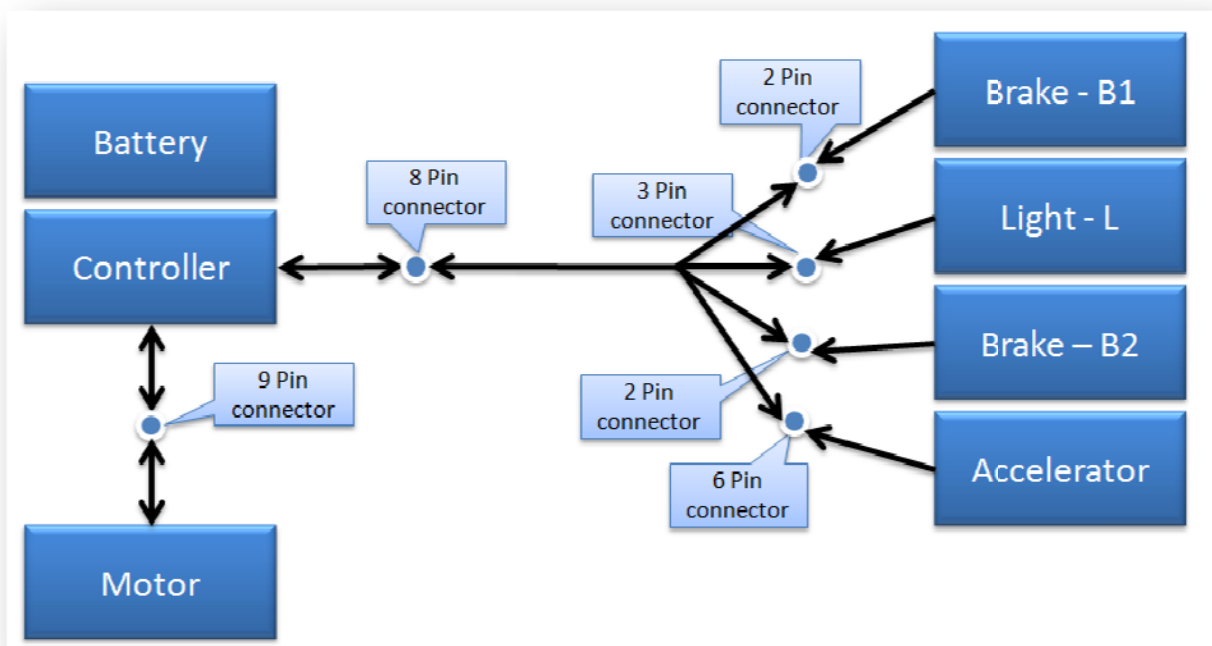 Battery
Controller
Motor
8 Pin
connector
9 Pin
connector
2 Pin
connector
3 Pin
connector
2 Pin
connector
6 Pin
connector
Brake - B1
Light - L
Brake – B2
Accelerator